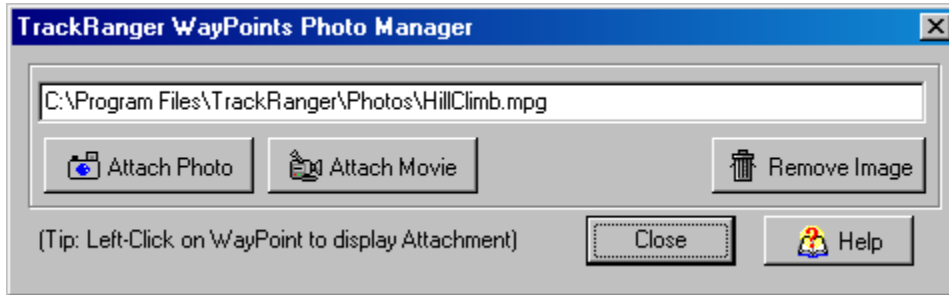 TrackRanger WayPoints Photo Manager
C:\Program Files\TrackRanger\Photos\HillClimb.mpg
Attach Photo
Attach Movie
Remove Image
(Tip: Left-Click on WayPoint to display Attachment)
Close
Help